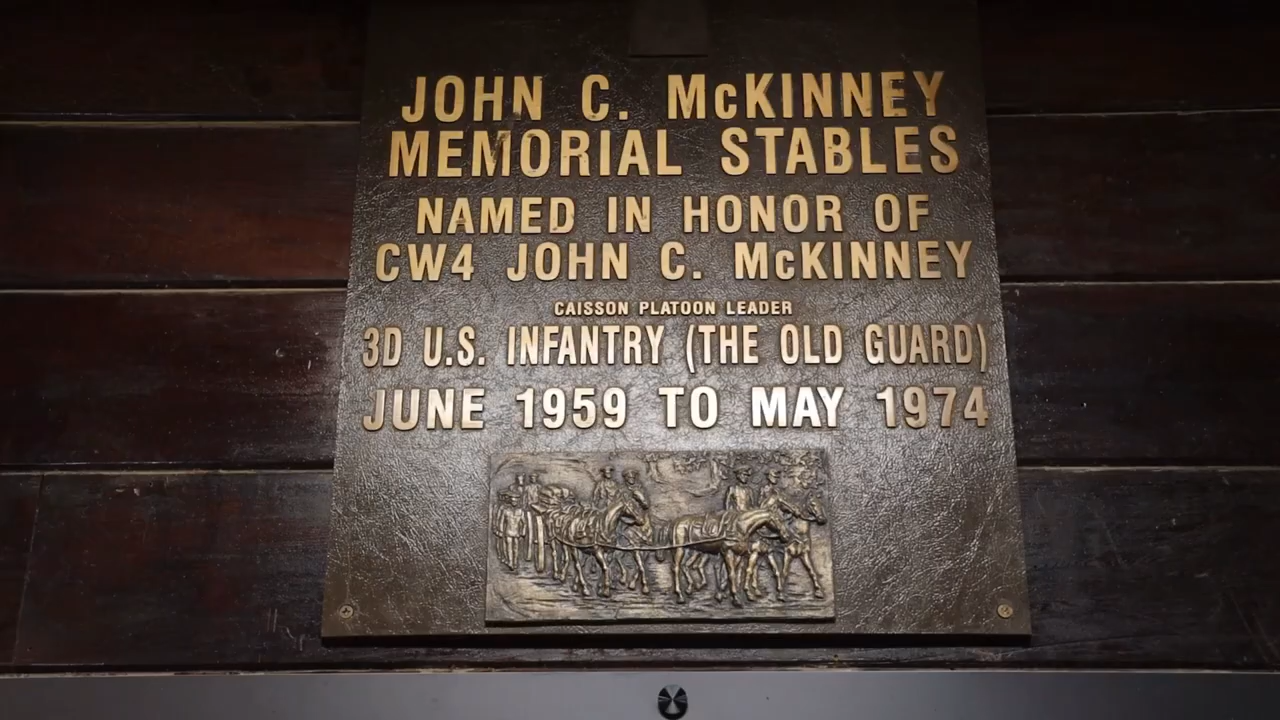 JOHN C. McKINNEY
MEMORIAL STABLES
NAMED IN HONOR OF
CW4 JOHN C. McKINNEY
CAISSON PLATOON LEADER
3D U.S. INFANTRY (THE OLD GUARD)
JUNE 1959 TO MAY 1974